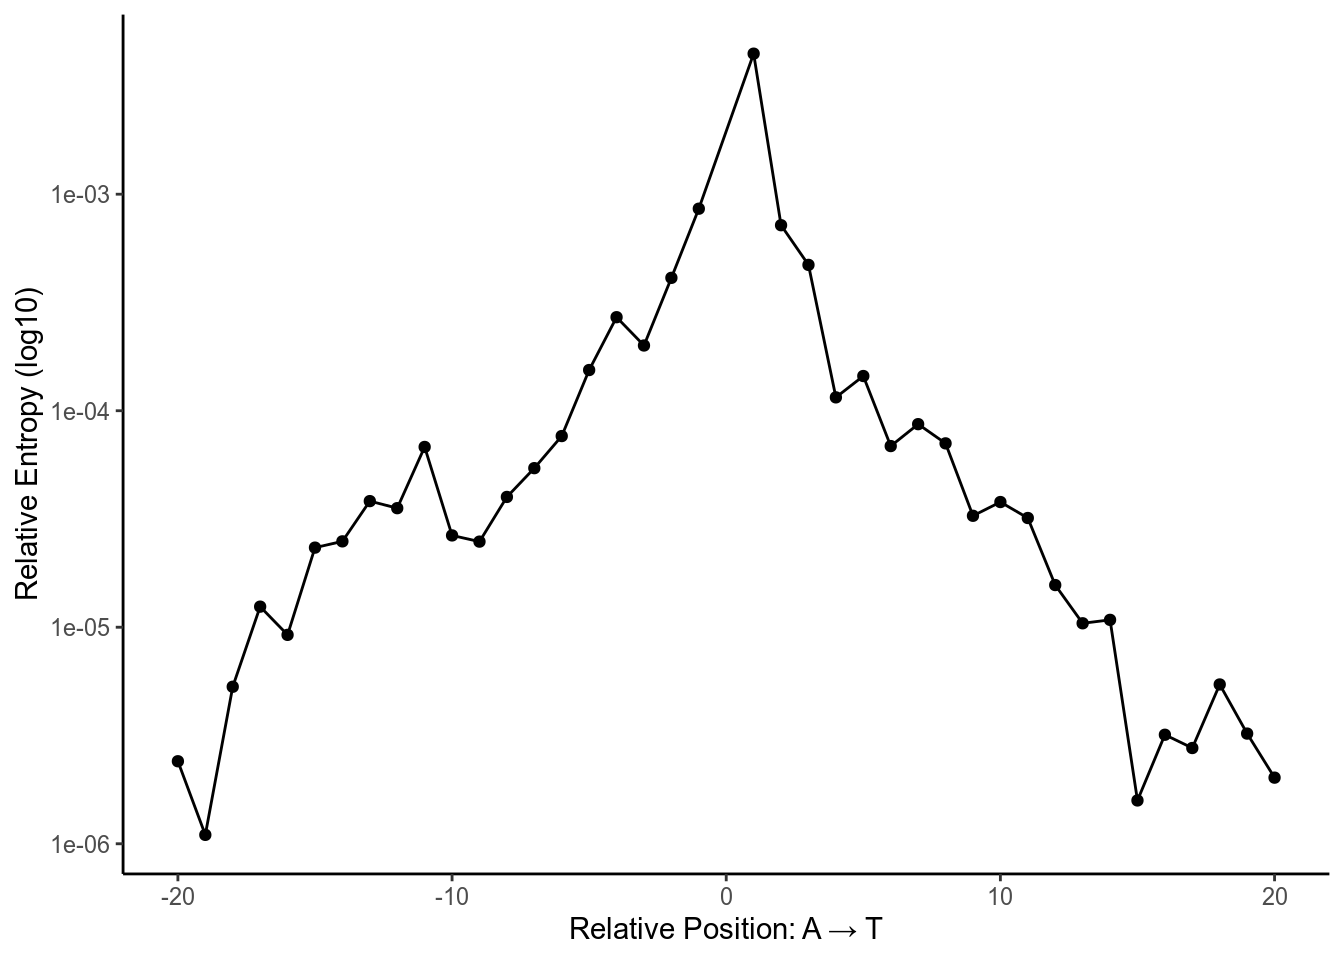 Relative Entropy (log10)
1e-03
1e-04
1e-05
1e-06
-20
-10
0
10
20
Relative Position: A → T